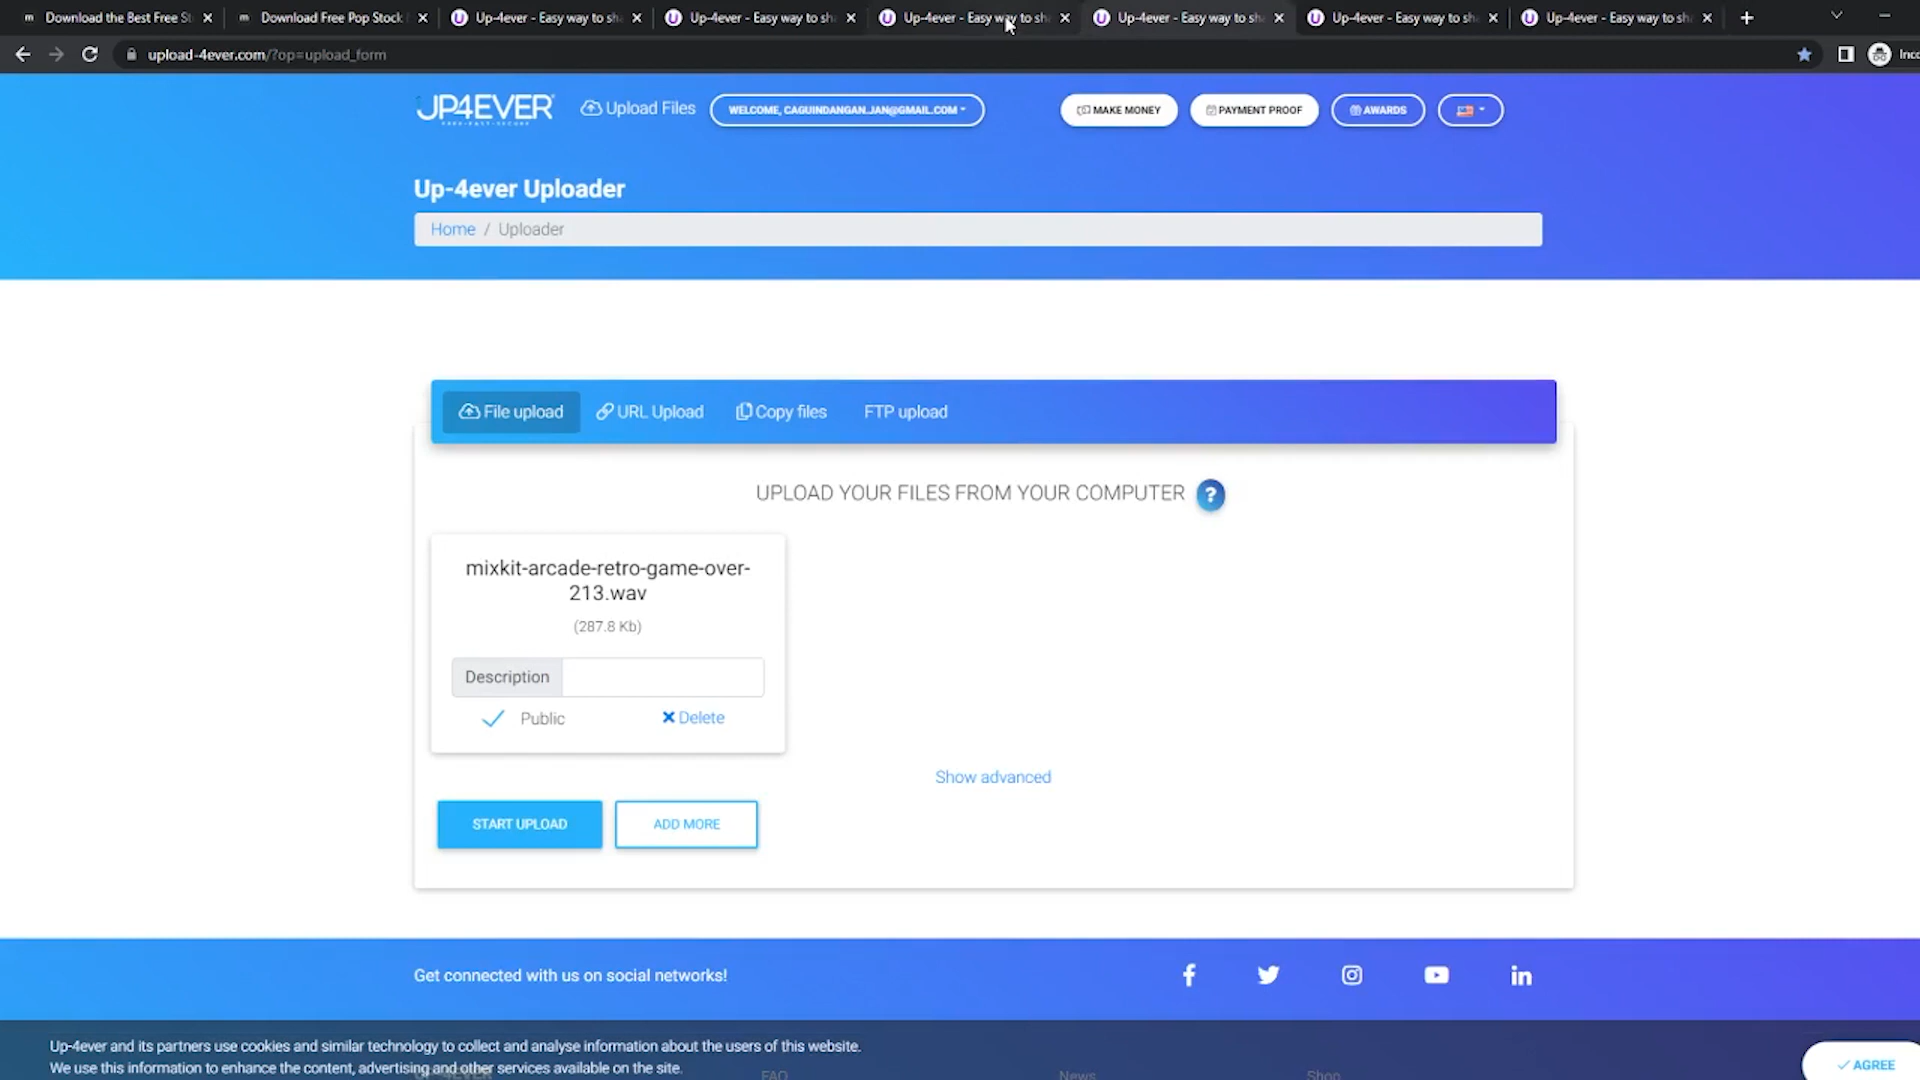 Download the Best Free St
Download Free Pop Stock
Up-4ever - Easy way to sh
Up-4ever - Easy way to sh
Up-4ever - Easy way to sh
Up-4ever - Easy way to sh
Up-4ever - Easy way to sh
Up-4ever - Easy way to sh
upload-4ever.com/?op=upload_form
Inco
UP4EVER
Upload Files
WELCOME, CAGUINDANGAN.JAN@GMAIL.COM
MAKE MONEY
PAYMENT PROOF
AWARDS
Up-4ever Uploader
Home / Uploader
File upload
URL Upload
Copy files
FTP upload
UPLOAD YOUR FILES FROM YOUR COMPUTER ?
mixkit-arcade-retro-game-over-
213.wav
(287.8 Kb)
Description
Public
Delete
Show advanced
START UPLOAD
ADD MORE
Get connected with us on social networks!
Up-4ever and its partners use cookies and similar technology to collect and analyse information about the users of this website.
We use this information to enhance the content, advertising and other services available on the site.
AGREE
UP-4EVER
FAQ
News
Shop